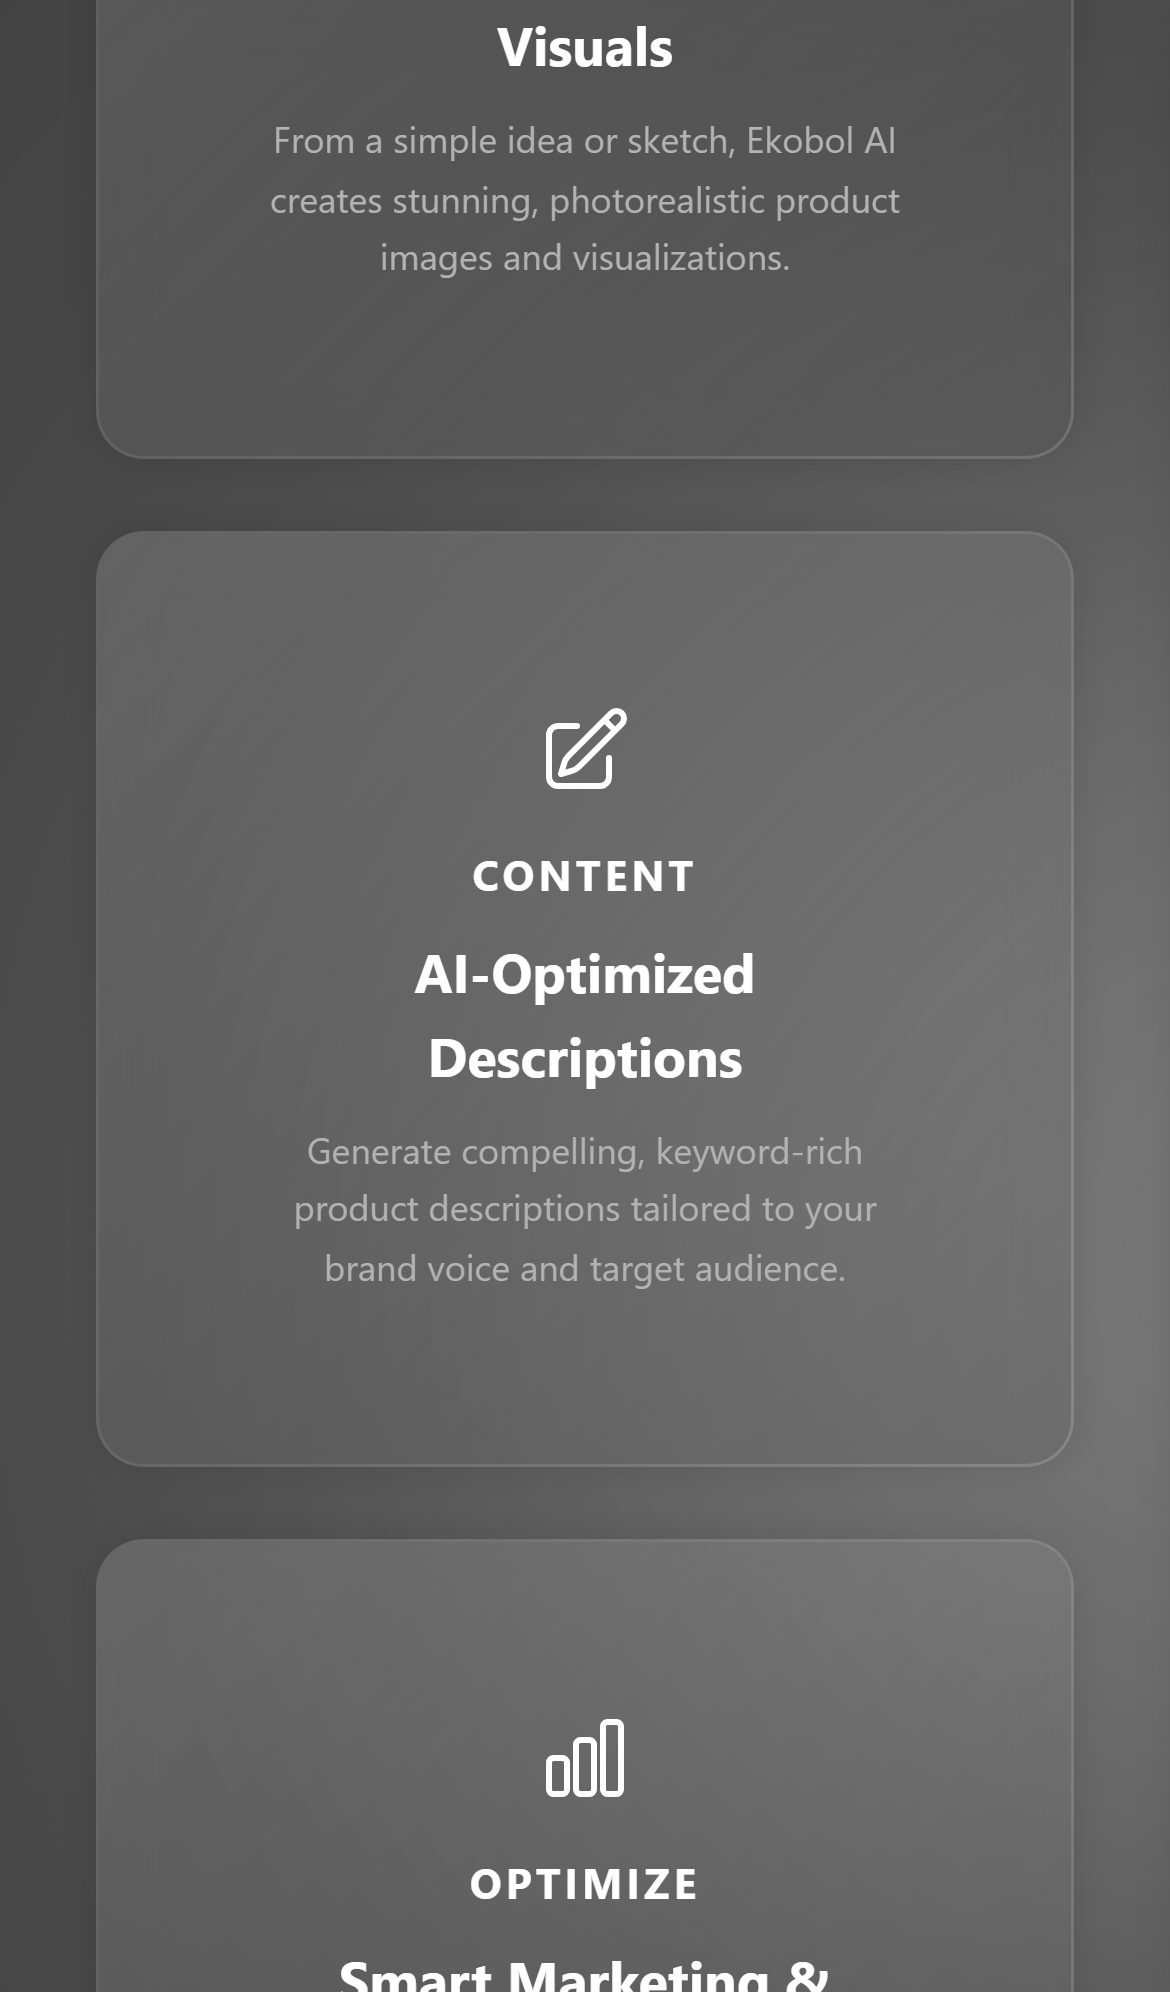 Visuals
From a simple idea or sketch, Ekobol AI
creates stunning, photorealistic product
images and visualizations.
CONTENT
AI-Optimized
Descriptions
Generate compelling, keyword-rich
product descriptions tailored to your
brand voice and target audience.
OPTIMIZE
Smart Marketing &